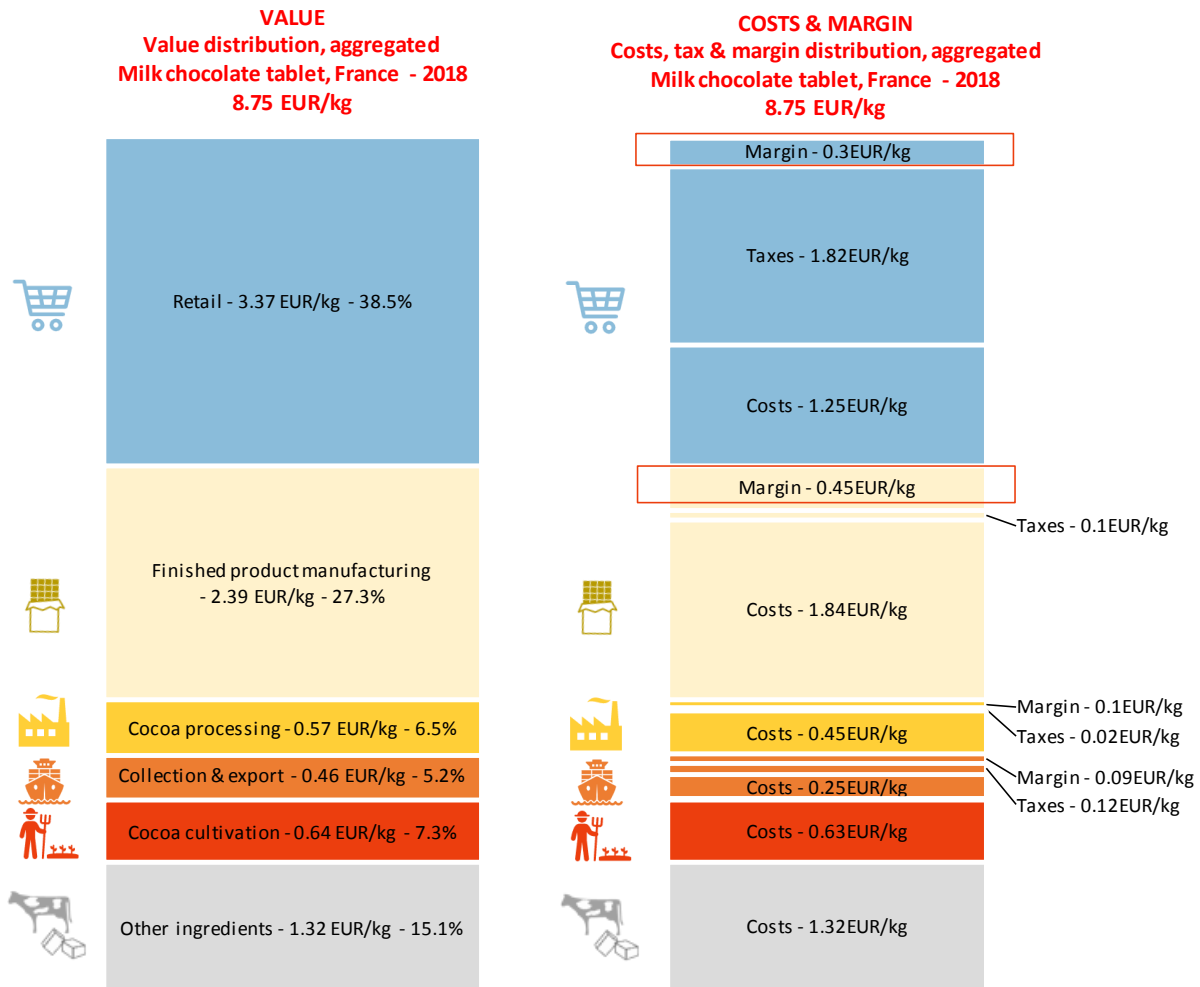 VALUE
Value distribution, aggregated
Milk chocolate tablet, France - 2018
8.75 EUR/kg
Retail - 3.37 EUR/kg - 38.5%
Finished product manufacturing
- 2.39 EUR/kg - 27.3%
Cocoa processing - 0.57 EUR/kg - 6.5%
Collection & export - 0.46 EUR/kg - 5.2%
Cocoa cultivation - 0.64 EUR/kg - 7.3%
Other ingredients - 1.32 EUR/kg - 15.1%
COSTS & MARGIN
Costs, tax & margin distribution, aggregated
Milk chocolate tablet, France - 2018
8.75 EUR/kg
Margin - 0.3EUR/kg
Taxes - 1.82EUR/kg
Costs - 1.25EUR/kg
Margin - 0.45EUR/kg
Taxes - 0.1EUR/kg
Costs - 1.84EUR/kg
Margin - 0.1EUR/kg
Taxes - 0.02EUR/kg
Costs - 0.45EUR/kg
Margin - 0.09EUR/kg
Taxes - 0.12EUR/kg
Costs - 0.25EUR/kg
Costs - 0.63EUR/kg
Costs - 1.32EUR/kg